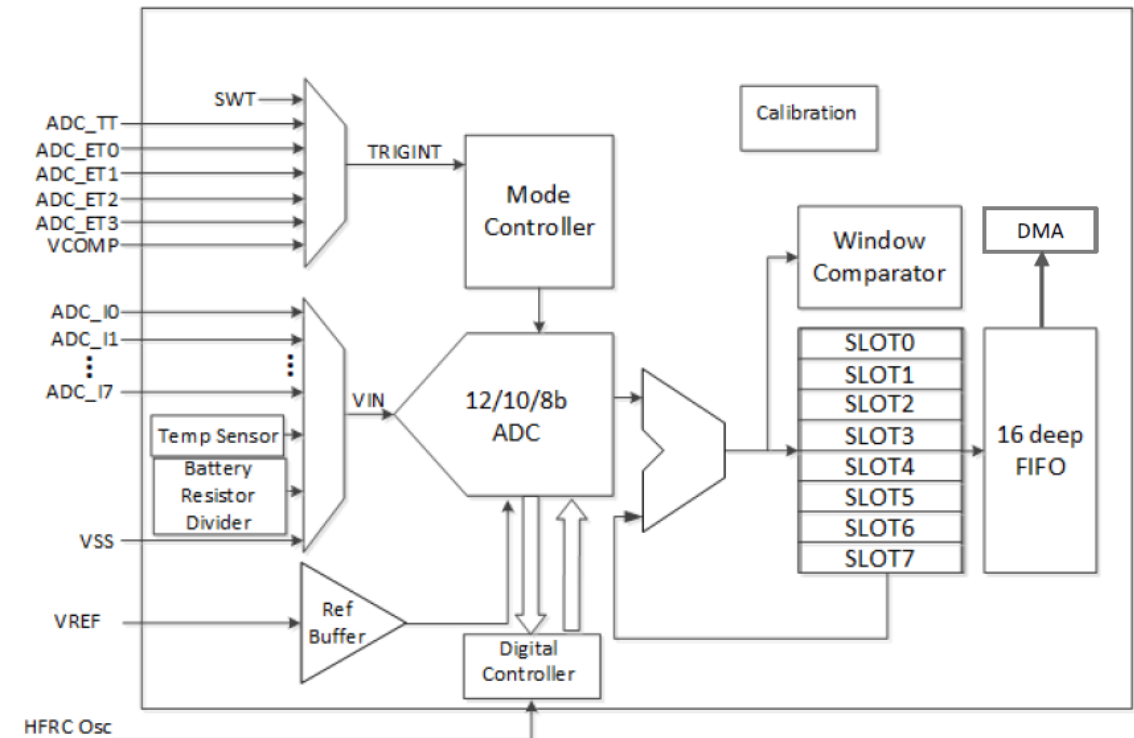 SWT
ADC_TT
ADC_ET0
ADC_ET1
ADC_ET2
ADC_ET3
VCOMP
TRIGINT
Mode
Controller
Calibration
Window
Comparator
DMA
ADC_I0
ADC_I1
ADC_I7
Temp Sensor
Battery
Resistor
Divider
VSS
VIN
12/10/8b
ADC
SLOT0
SLOT1
SLOT2
SLOT3
SLOT4
SLOT5
SLOT6
SLOT7
16 deep
FIFO
VREF
Ref
Buffer
Digital
Controller
HFRC Osc